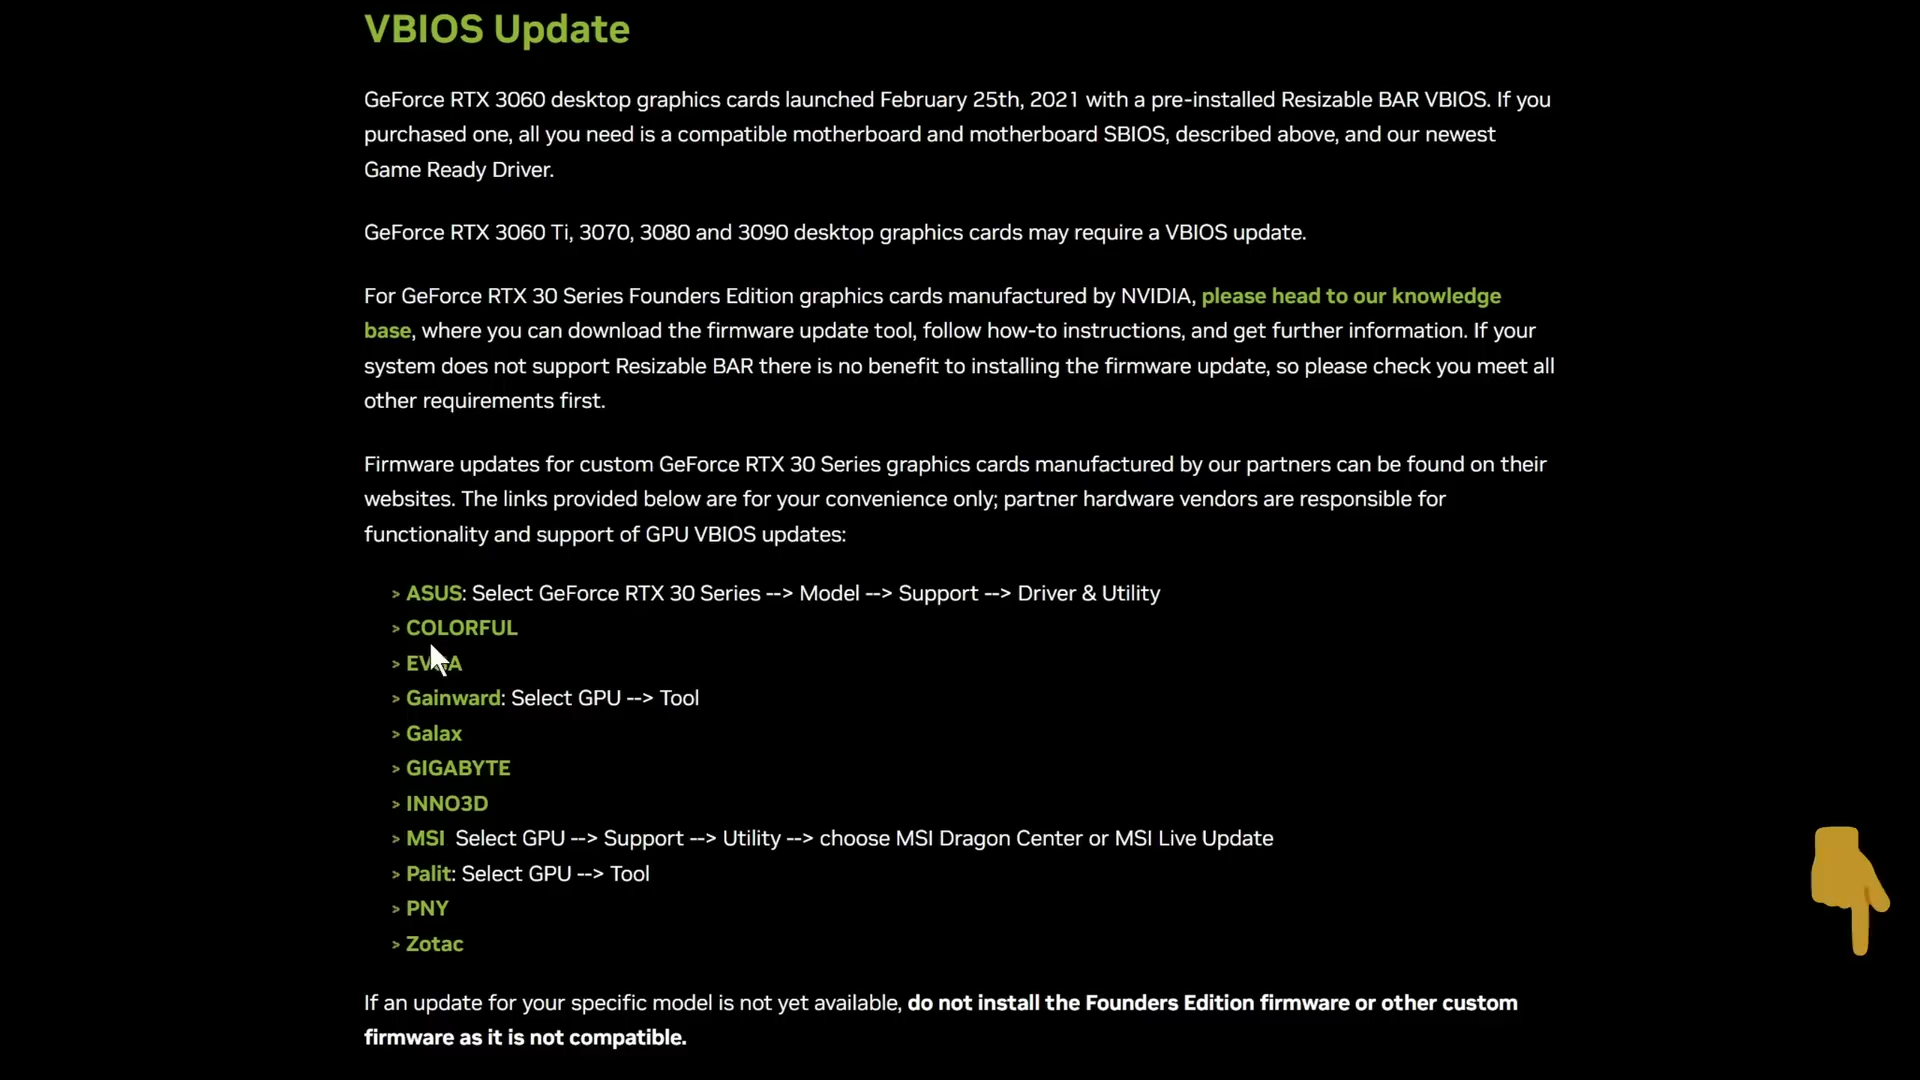 VBIOS Update
GeForce RTX 3060 desktop graphics cards launched February 25th, 2021 with a pre-installed Resizable BAR VBIOS. If you
purchased one, all you need is a compatible motherboard and motherboard SBIOS, described above, and our newest
Game Ready Driver.
GeForce RTX 3060 Ti, 3070, 3080 and 3090 desktop graphics cards may require a VBIOS update.
For GeForce RTX 30 Series Founders Edition graphics cards manufactured by NVIDIA, please head to our knowledge
base, where you can download the firmware update tool, follow how-to instructions, and get further information. If your
system does not support Resizable BAR there is no benefit to installing the firmware update, so please check you meet all
other requirements first.
Firmware updates for custom GeForce RTX 30 Series graphics cards manufactured by our partners can be found on their
websites. The links provided below are for your convenience only; partner hardware vendors are responsible for
functionality and support of GPU VBIOS updates:
> ASUS: Select GeForce RTX 30 Series --> Model --> Support --> Driver & Utility
> COLORFUL
> EVGA
> Gainward: Select GPU --> Tool
> Galax
> GIGABYTE
> INNO3D
> MSI  Select GPU --> Support --> Utility --> choose MSI Dragon Center or MSI Live Update
> Palit: Select GPU --> Tool
> PNY
> Zotac
If an update for your specific model is not yet available, do not install the Founders Edition firmware or other custom
firmware as it is not compatible.